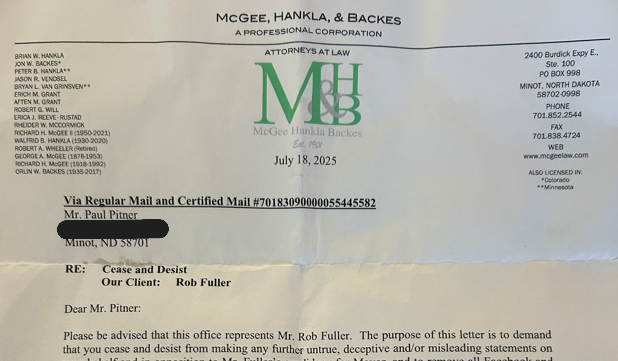 McGEE, HANKLA, & BACKES
A PROFESSIONAL CORPORATION
ATTORNEYS AT LAW
BRIAN W. HANKLA
JON W. BACKES*
PETER B. HANKLA**
JASON R. VENDSEL
BRYAN L. VAN GRINSVEN**
ERICH M. GRANT
AFTEN M. GRANT
ROBERT G. WILL
ERICA J. REEVE-RUSTAD
RHEIDER W. McCORMICK
RICHARD H. McGEE II (1950-2021)
WALFRID B. HANKLA (1930-2020)
ROBERT A. WHEELER (Retired)
GEORGE A. McGEE (1878-1953)
RICHARD H. McGEE (1918-1992)
ORLIN W. BACKES (1935-2017)
M&HB
McGee Hankla Backes
Est. 1901
July 18, 2025
2400 Burdick Expy E.,
Ste. 100
PO BOX 998
MINOT, NORTH DAKOTA
58702-0998
PHONE
701.852.2544
FAX
701.838.4724
WEB
www.mcgeelaw.com
ALSO LICENSED IN:
*Colorado
**Minnesota
Via Regular Mail and Certified Mail #70183090000055445582
Mr. Paul Pitner
Minot, ND 58701
RE: Cease and Desist
Our Client: Rob Fuller
Dear Mr. Pitner:
Please be advised that this office represents Mr. Rob Fuller. The purpose of this letter is to demand
that you cease and desist from making any further untrue, deceptive and/or misleading statements on